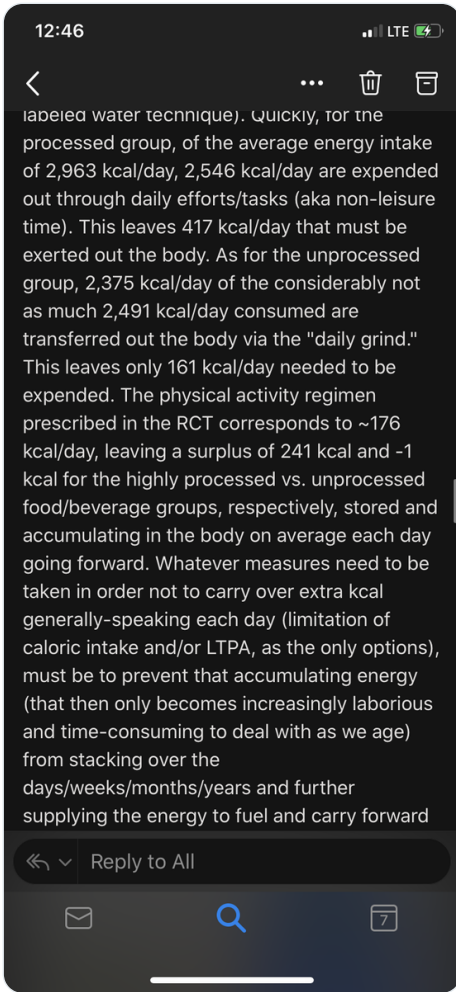 12:46
LTE
labeled water technique). Quickly, for the
processed group, of the average energy intake
of 2,963 kcal/day, 2,546 kcal/day are expended
out through daily efforts/tasks (aka non-leisure
time). This leaves 417 kcal/day that must be
exerted out the body. As for the unprocessed
group, 2,375 kcal/day of the considerably not
as much 2,491 kcal/day consumed are
transferred out the body via the "daily grind."
This leaves only 161 kcal/day needed to be
expended. The physical activity regimen
prescribed in the RCT corresponds to ~176
kcal/day, leaving a surplus of 241 kcal and -1
kcal for the highly processed vs. unprocessed
food/beverage groups, respectively, stored and
accumulating in the body on average each day
going forward. Whatever measures need to be
taken in order not to carry over extra kcal
generally-speaking each day (limitation of
caloric intake and/or LTPA, as the only options),
must be to prevent that accumulating energy
(that then only becomes increasingly laborious
and time-consuming to deal with as we age)
from stacking over the
days/weeks/months/years and further
supplying the energy to fuel and carry forward
Reply to All
7